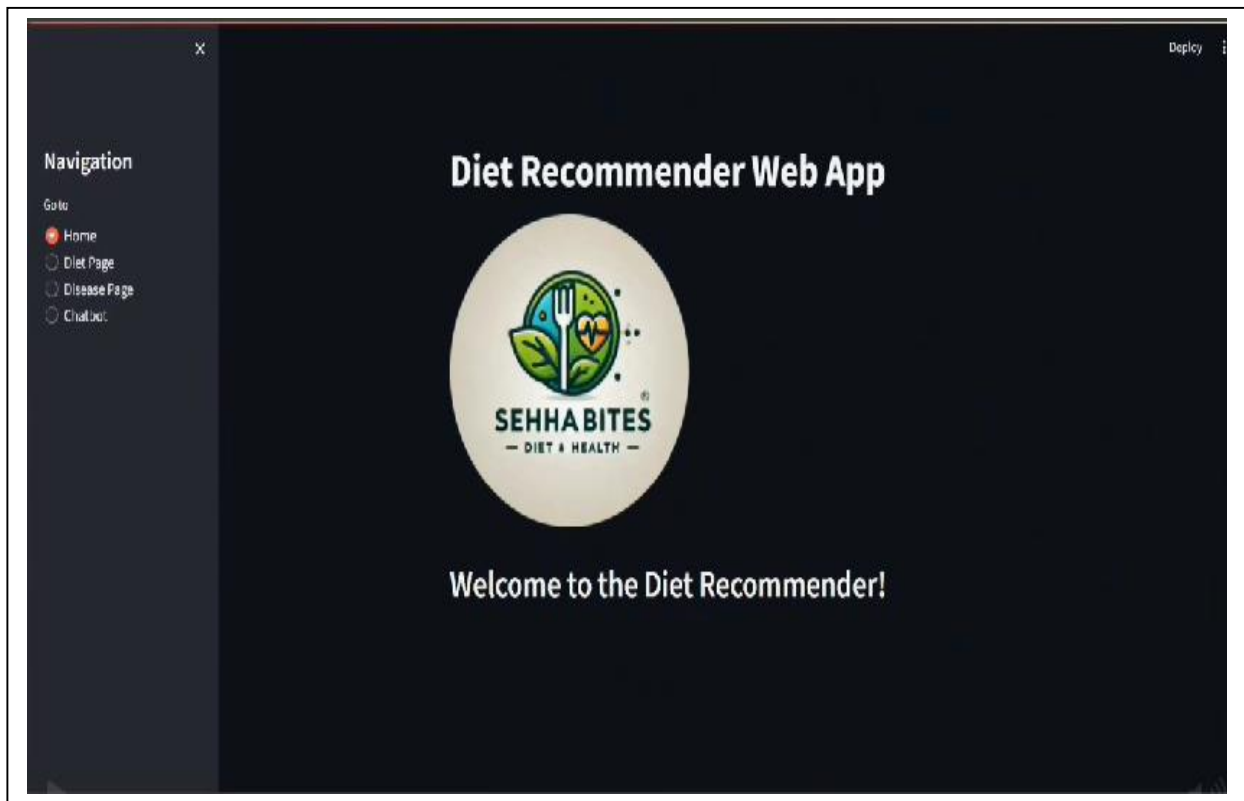 Deploy
Navigation
Go to
Home
Diet Page
Disease Page
Chatbot
Diet Recommender Web App
SEHHA BITES
®
— DIET & HEALTH —
Welcome to the Diet Recommender!